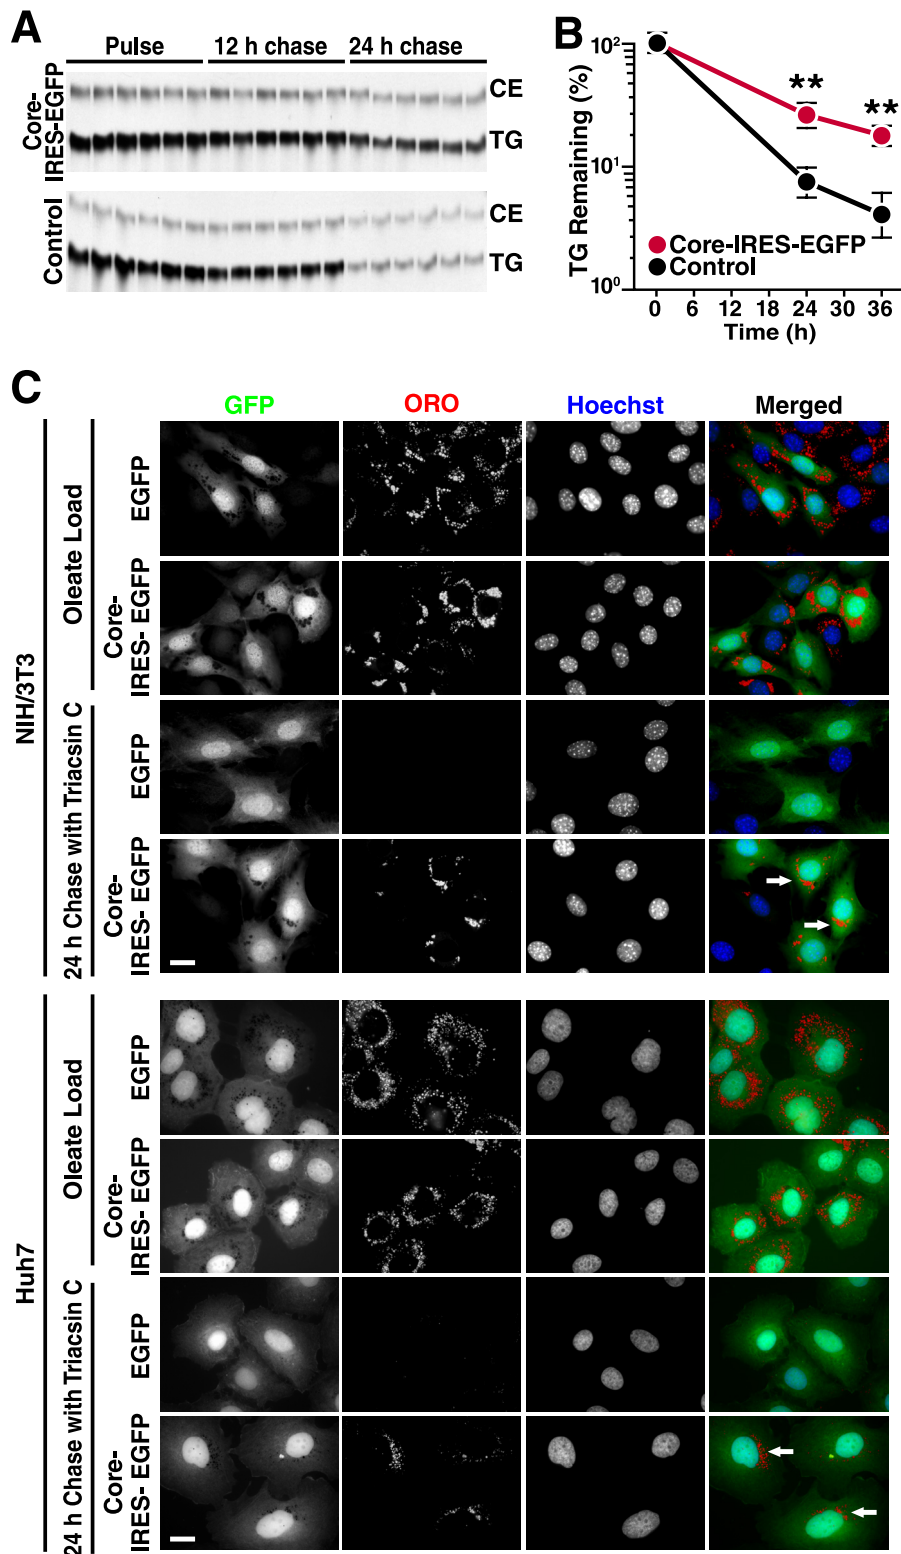 A
Pulse
12 h chase
24 h chase
Core-
IRES-EGFP
CE
TG
Control
CE
TG
B
TG Remaining (%)
10²
10¹
10⁰
**
**
Core-IRES-EGFP
Control
0 6 12 18 24 30 36
Time (h)
C
GFP
ORO
Hoechst
Merged
NIH/3T3
Oleate Load
EGFP
Core-
IRES- EGFP
24 h Chase with Triacsin C
EGFP
Core-
IRES- EGFP
Huh7
Oleate Load
EGFP
Core-
IRES- EGFP
24 h Chase with Triacsin C
EGFP
Core-
IRES- EGFP